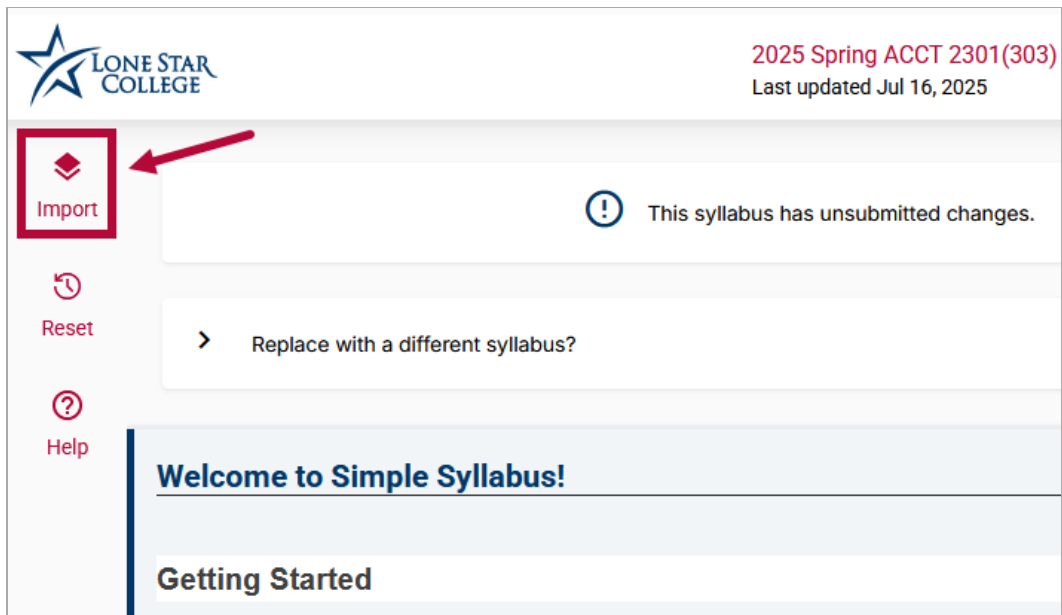 LONE STAR
COLLEGE
2025 Spring ACCT 2301(303)
Last updated Jul 16, 2025
Import
This syllabus has unsubmitted changes.
Reset
Replace with a different syllabus?
Help
Welcome to Simple Syllabus!
Getting Started